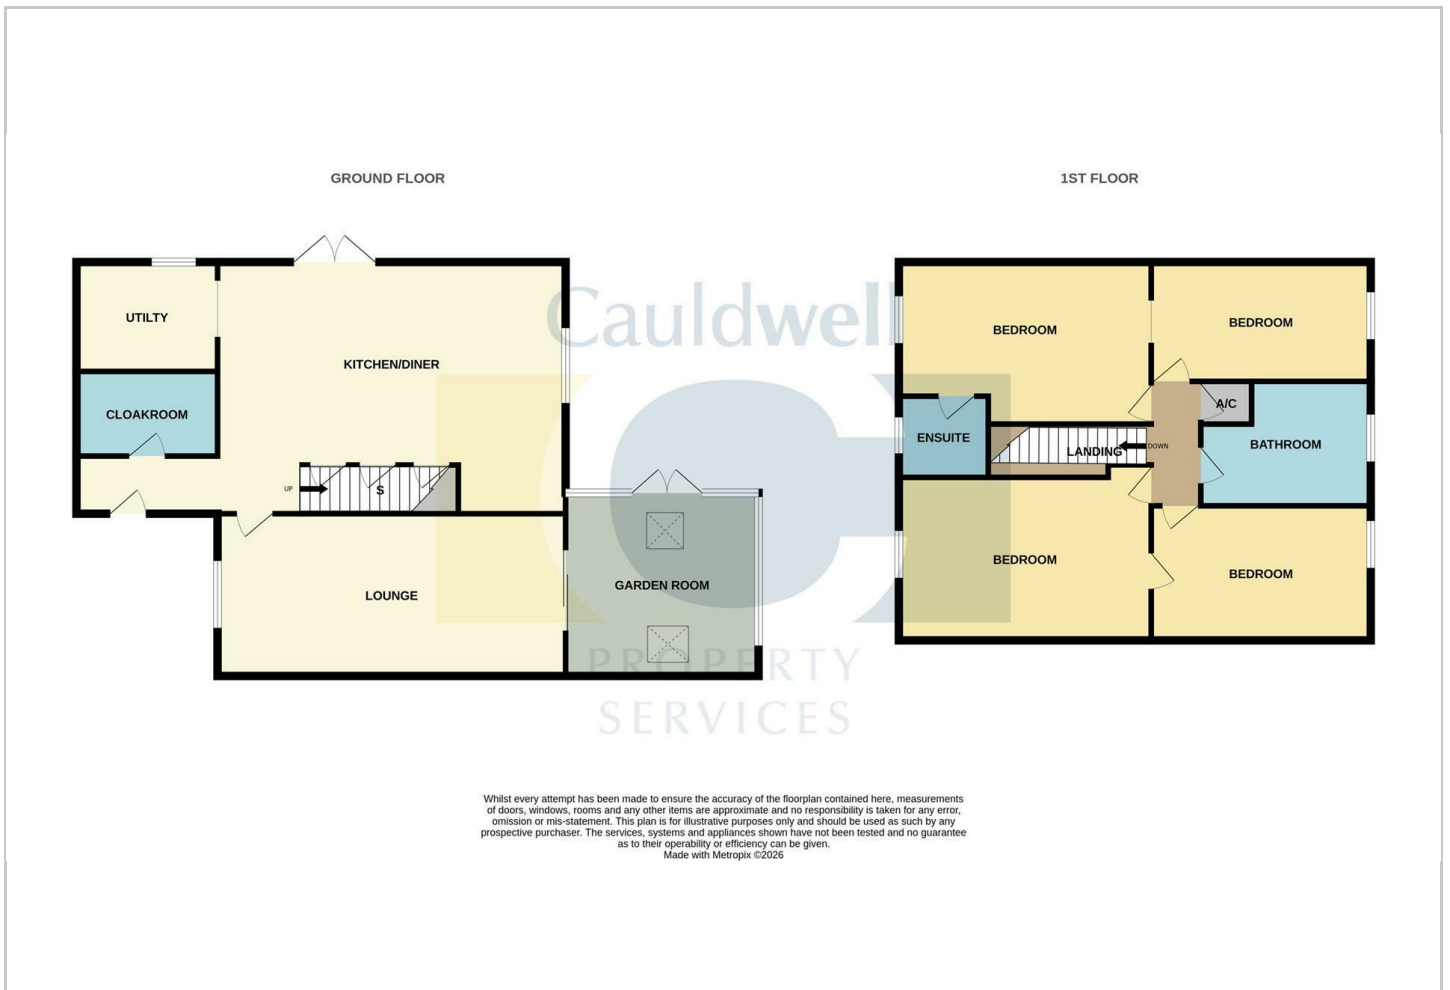 GROUND FLOOR
1ST FLOOR
UTILTY
KITCHEN/DINER
CLOAKROOM
UP
S
LOUNGE
GARDEN ROOM
BEDROOM
BEDROOM
A/C
ENSUITE
LANDING
DOWN
BATHROOM
BEDROOM
BEDROOM
Cauldwell
PROPERTY
SERVICES
Whilst every attempt has been made to ensure the accuracy of the floorplan contained here, measurements
of doors, windows, rooms and any other items are approximate and no responsibility is taken for any error,
omission or mis-statement. This plan is for illustrative purposes only and should be used as such by any
prospective purchaser. The services, systems and appliances shown have not been tested and no guarantee
as to their operability or efficiency can be given.
Made with Metropix ©2026